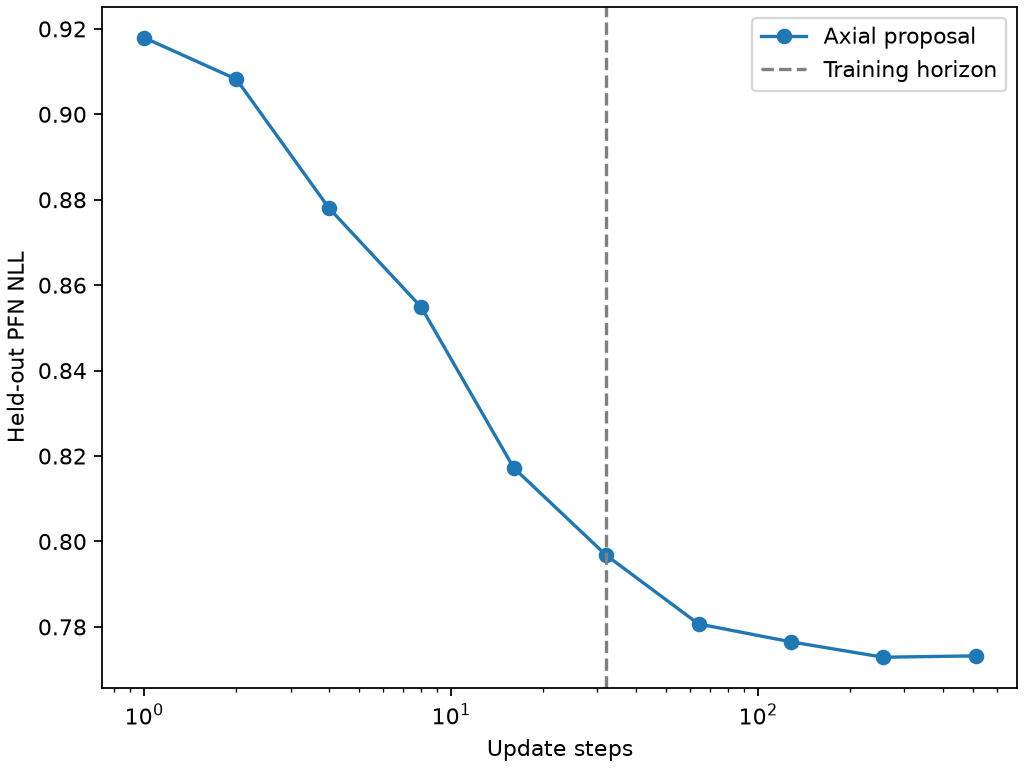 0.92
0.90
0.88
0.86
0.84
0.82
0.80
0.78
Held-out PFN NLL
10⁰
10¹
10²
Update steps
Axial proposal
Training horizon